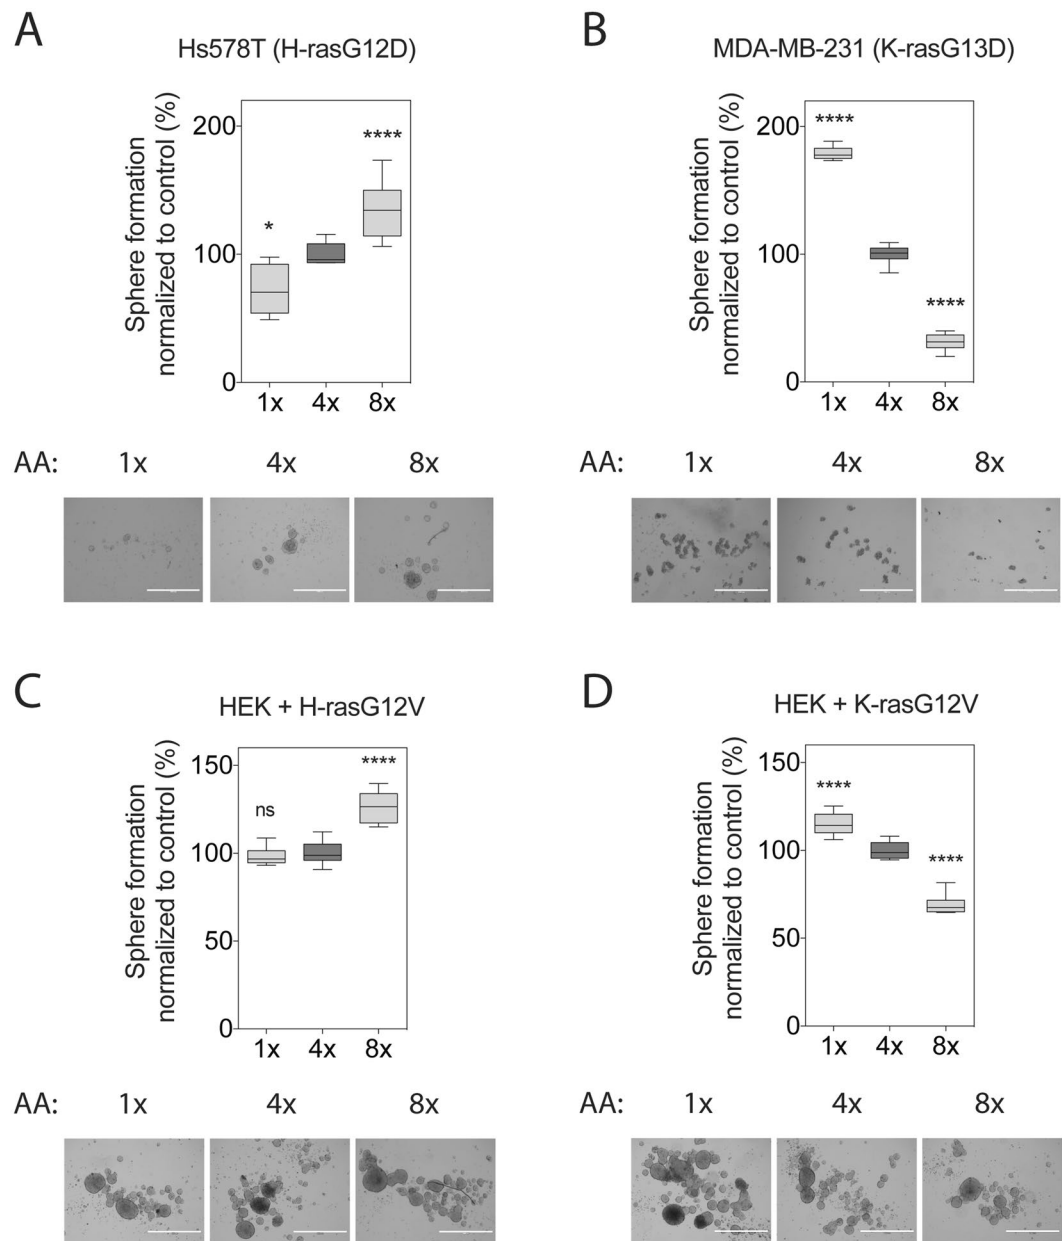 A
Hs578T (H-rasG12D)
Sphere formation
normalized to control (%)
200
100
0
*
****
1x 4x 8x
AA: 1x 4x 8x
B
MDA-MB-231 (K-rasG13D)
Sphere formation
normalized to control (%)
200
100
0
****
****
1x 4x 8x
AA: 1x 4x 8x
C
HEK + H-rasG12V
Sphere formation
normalized to control (%)
150
100
50
0
ns
****
1x 4x 8x
AA: 1x 4x 8x
D
HEK + K-rasG12V
Sphere formation
normalized to control (%)
150
100
50
0
****
****
1x 4x 8x
AA: 1x 4x 8x